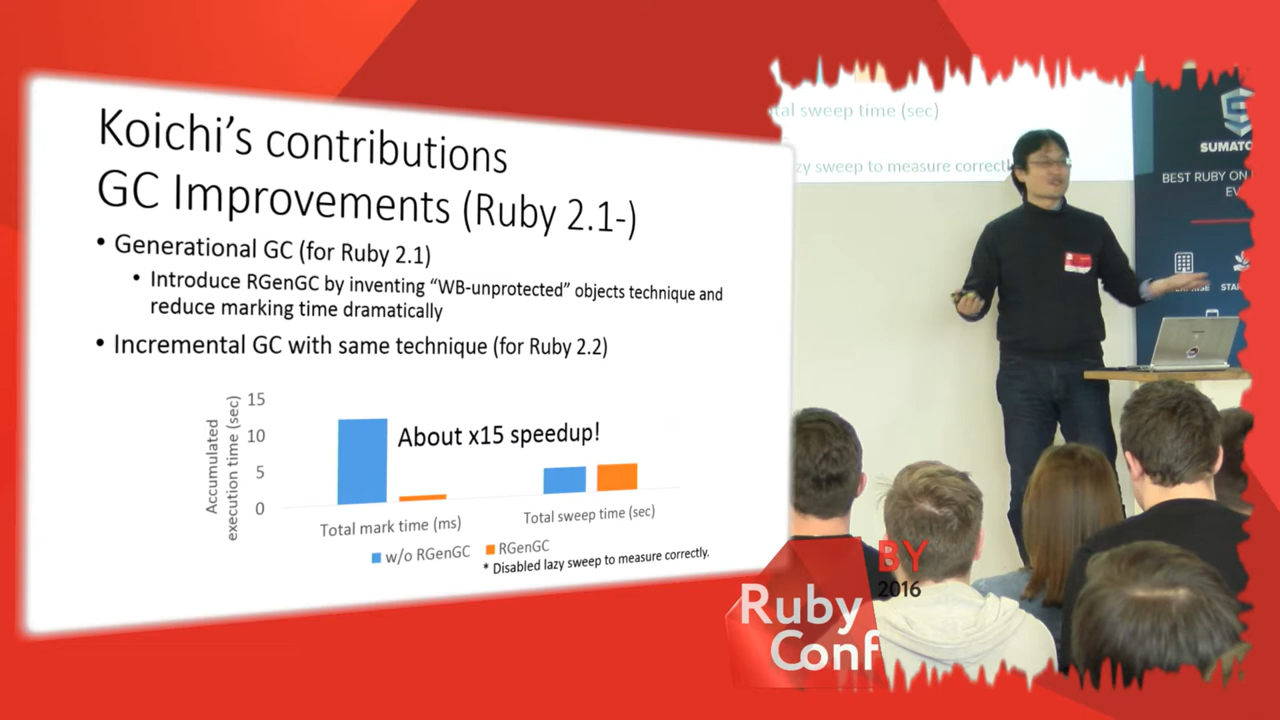 Koichi's contributions
GC Improvements (Ruby 2.1-)
• Generational GC (for Ruby 2.1)
• Introduce RGenGC by inventing “WB-unprotected” objects technique and
reduce marking time dramatically
• Incremental GC with same technique (for Ruby 2.2)
Accumulated
execution time (sec)
15
10
5
0
About x15 speedup!
Total mark time (ms)
Total sweep time (sec)
w/o RGenGC
RGenGC
* Disabled lazy sweep to measure correctly.
tal sweep time (sec)
zy sweep to measure correctl
SUMATO
BEST RUBY ON
EV
STAR
BY
2016
Ruby
Conf